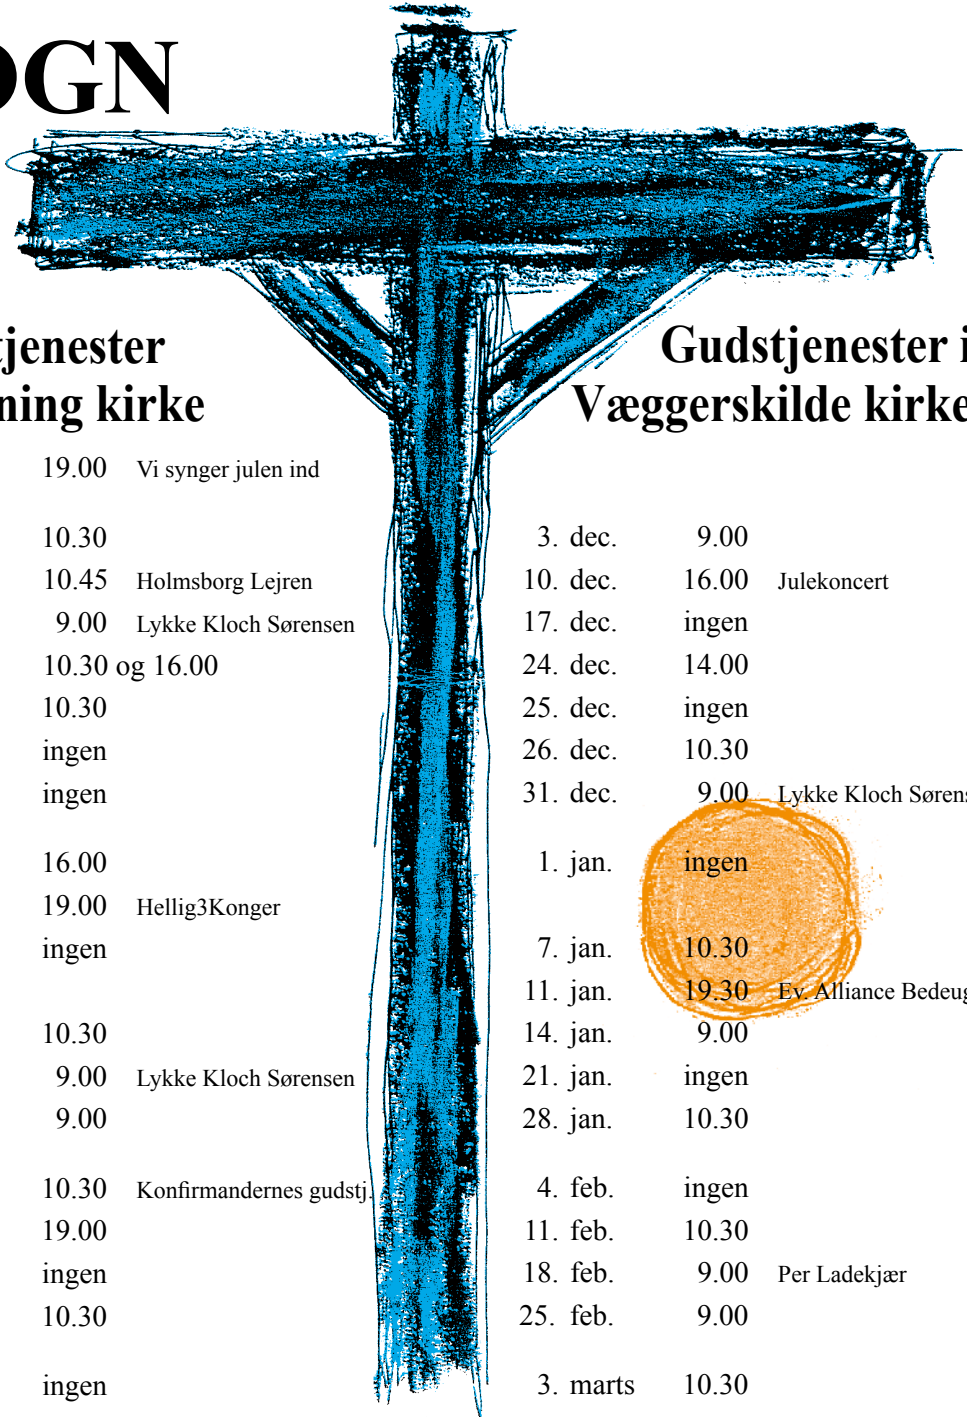 OGN
tjenester
ning kirke
19.00 Vi synger julen ind
10.30
10.45 Holmsborg Lejren
9.00 Lykke Kloch Sørensen
10.30 og 16.00
10.30
ingen
ingen
16.00
19.00 Hellig3Konger
ingen
10.30
9.00 Lykke Kloch Sørensen
9.00
10.30 Konfirmandernes gudstj.
19.00
ingen
10.30
ingen
Gudstjenester i
Væggerskilde kirke
3. dec. 9.00
10. dec. 16.00 Julekoncert
17. dec. ingen
24. dec. 14.00
25. dec. ingen
26. dec. 10.30
31. dec. 9.00 Lykke Kloch Sørens
1. jan. ingen
7. jan. 10.30
11. jan. 19.30 Ev. Alliance Bedeug
14. jan. 9.00
21. jan. ingen
28. jan. 10.30
4. feb. ingen
11. feb. 10.30
18. feb. 9.00 Per Ladekjær
25. feb. 9.00
3. marts 10.30